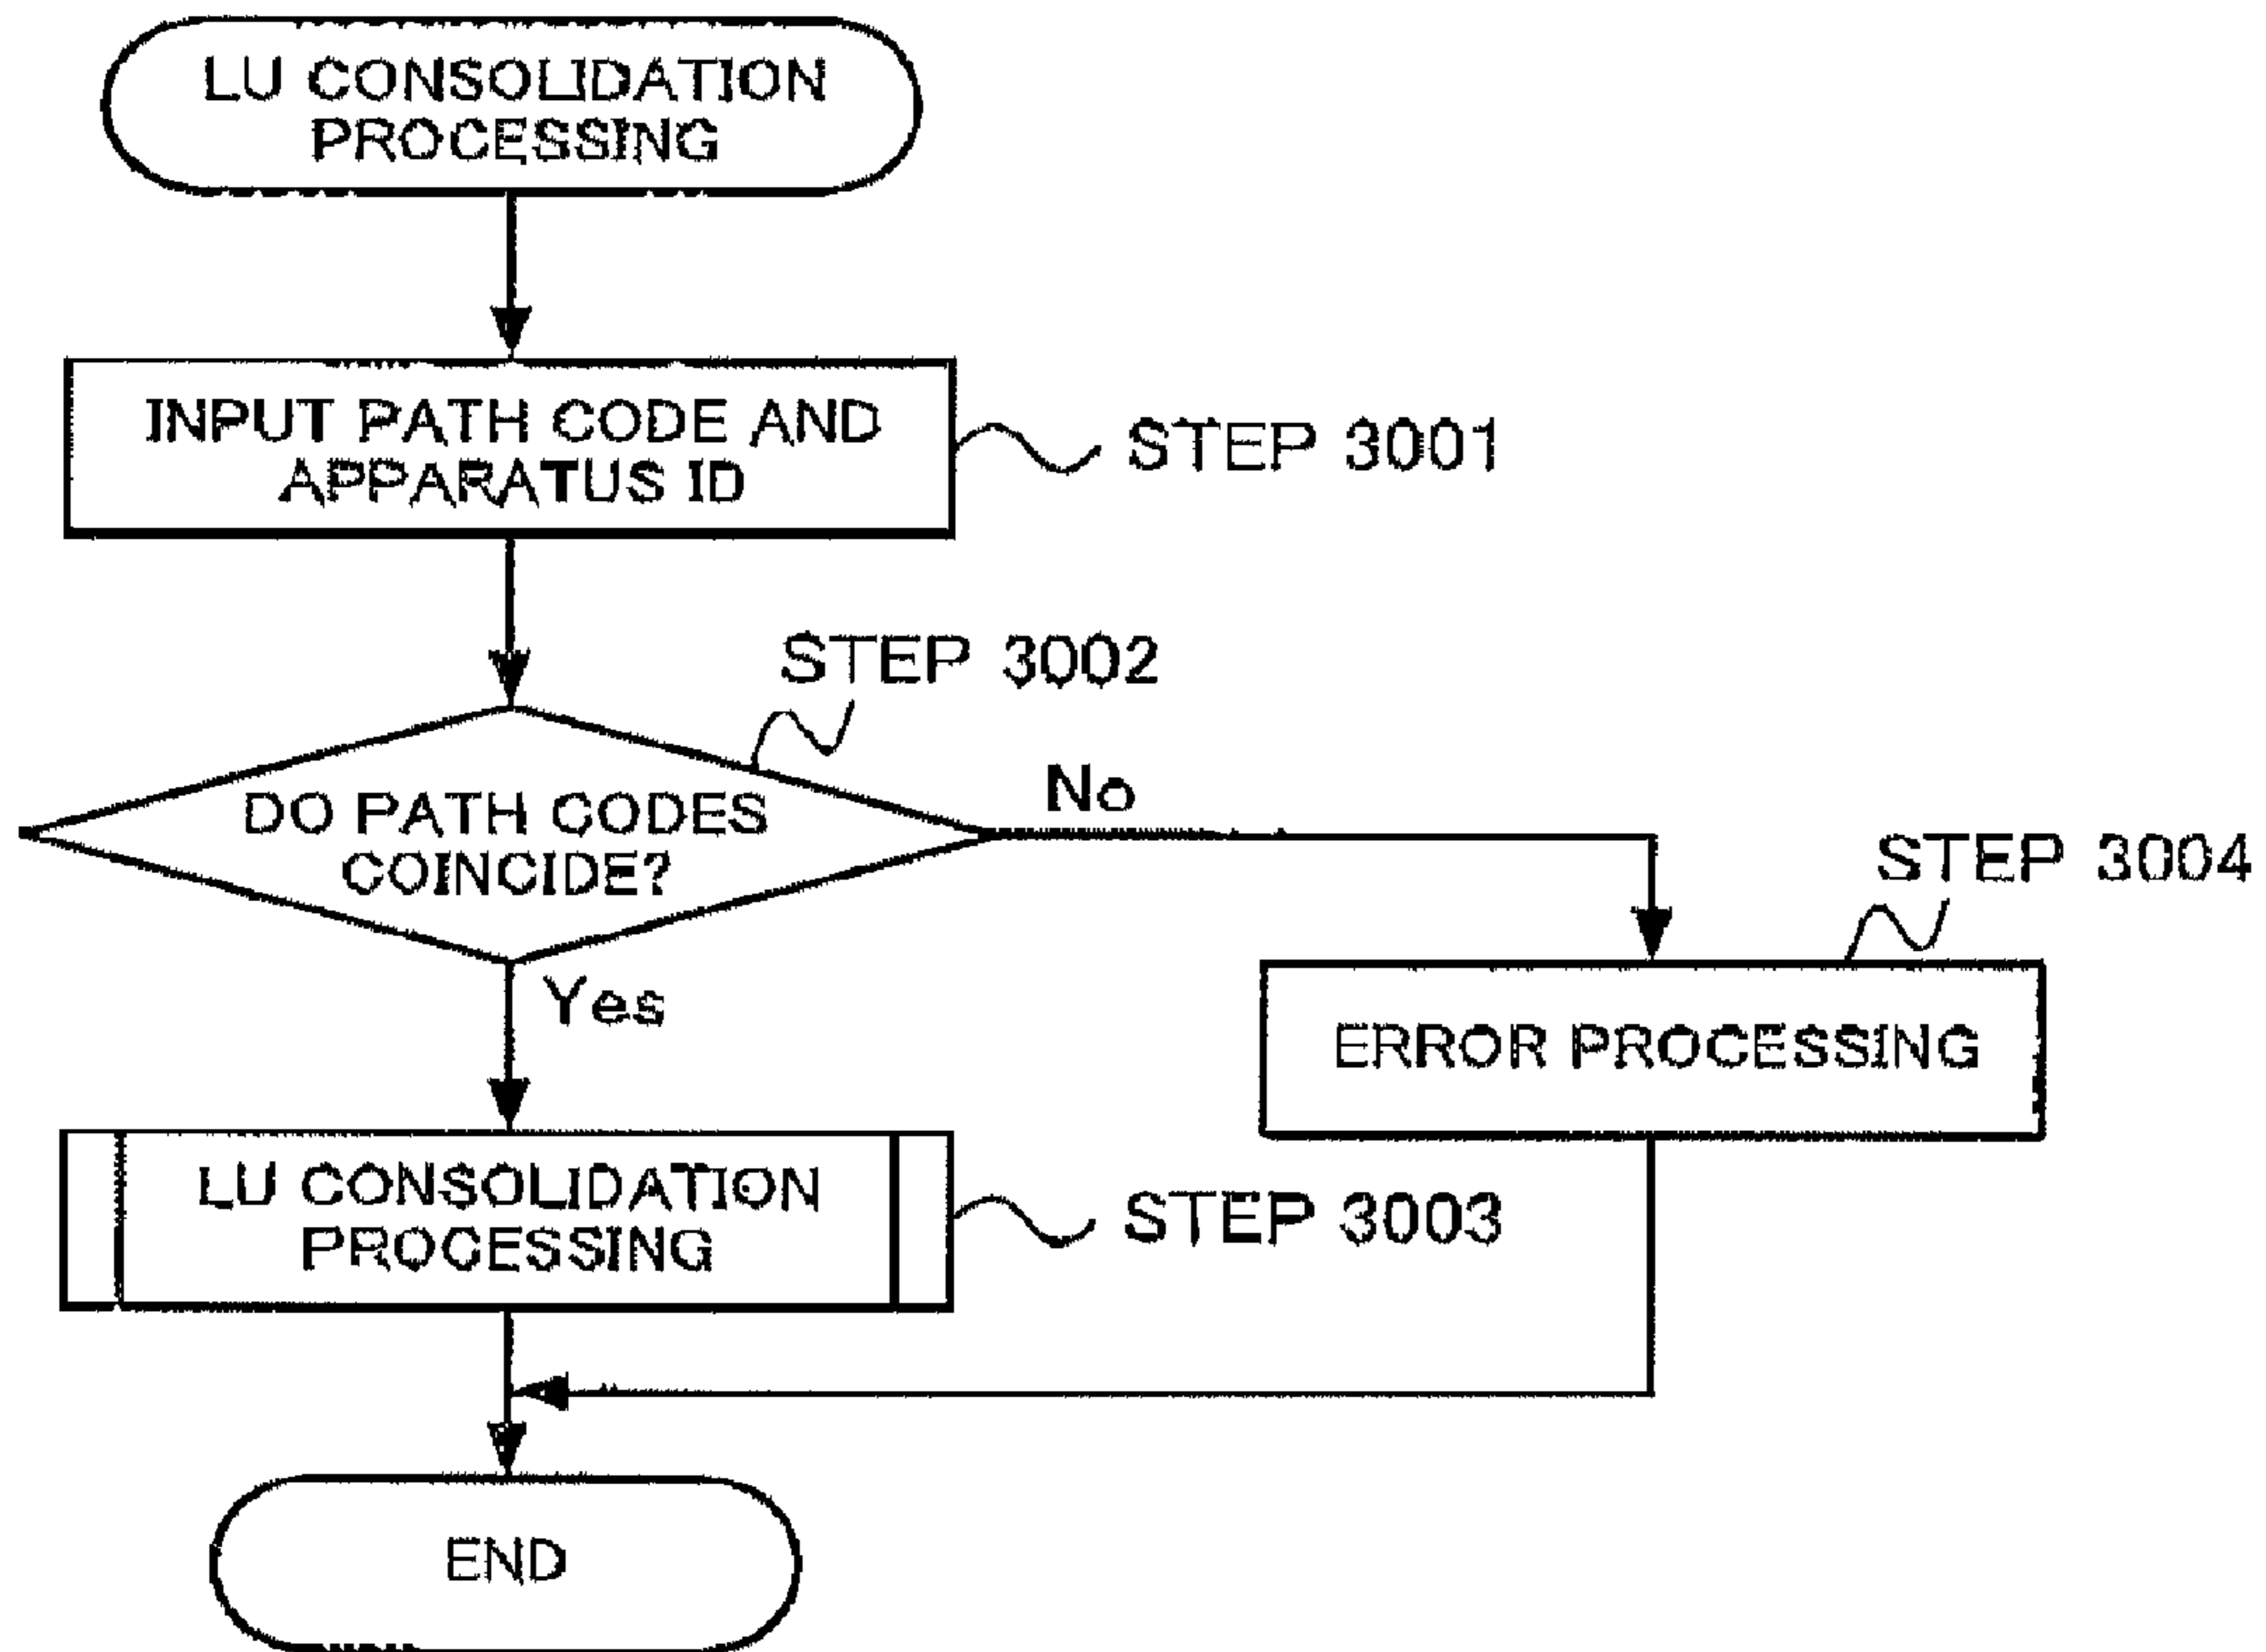 LU CONSOLIDATION
PROCESSING
INPUT PATH CODE AND
APPARATUS ID
STEP 3001
STEP 3002
DO PATH CODES
COINCIDE?
No
Yes
STEP 3004
ERROR PROCESSING
LU CONSOLIDATION
PROCESSING
STEP 3003
END